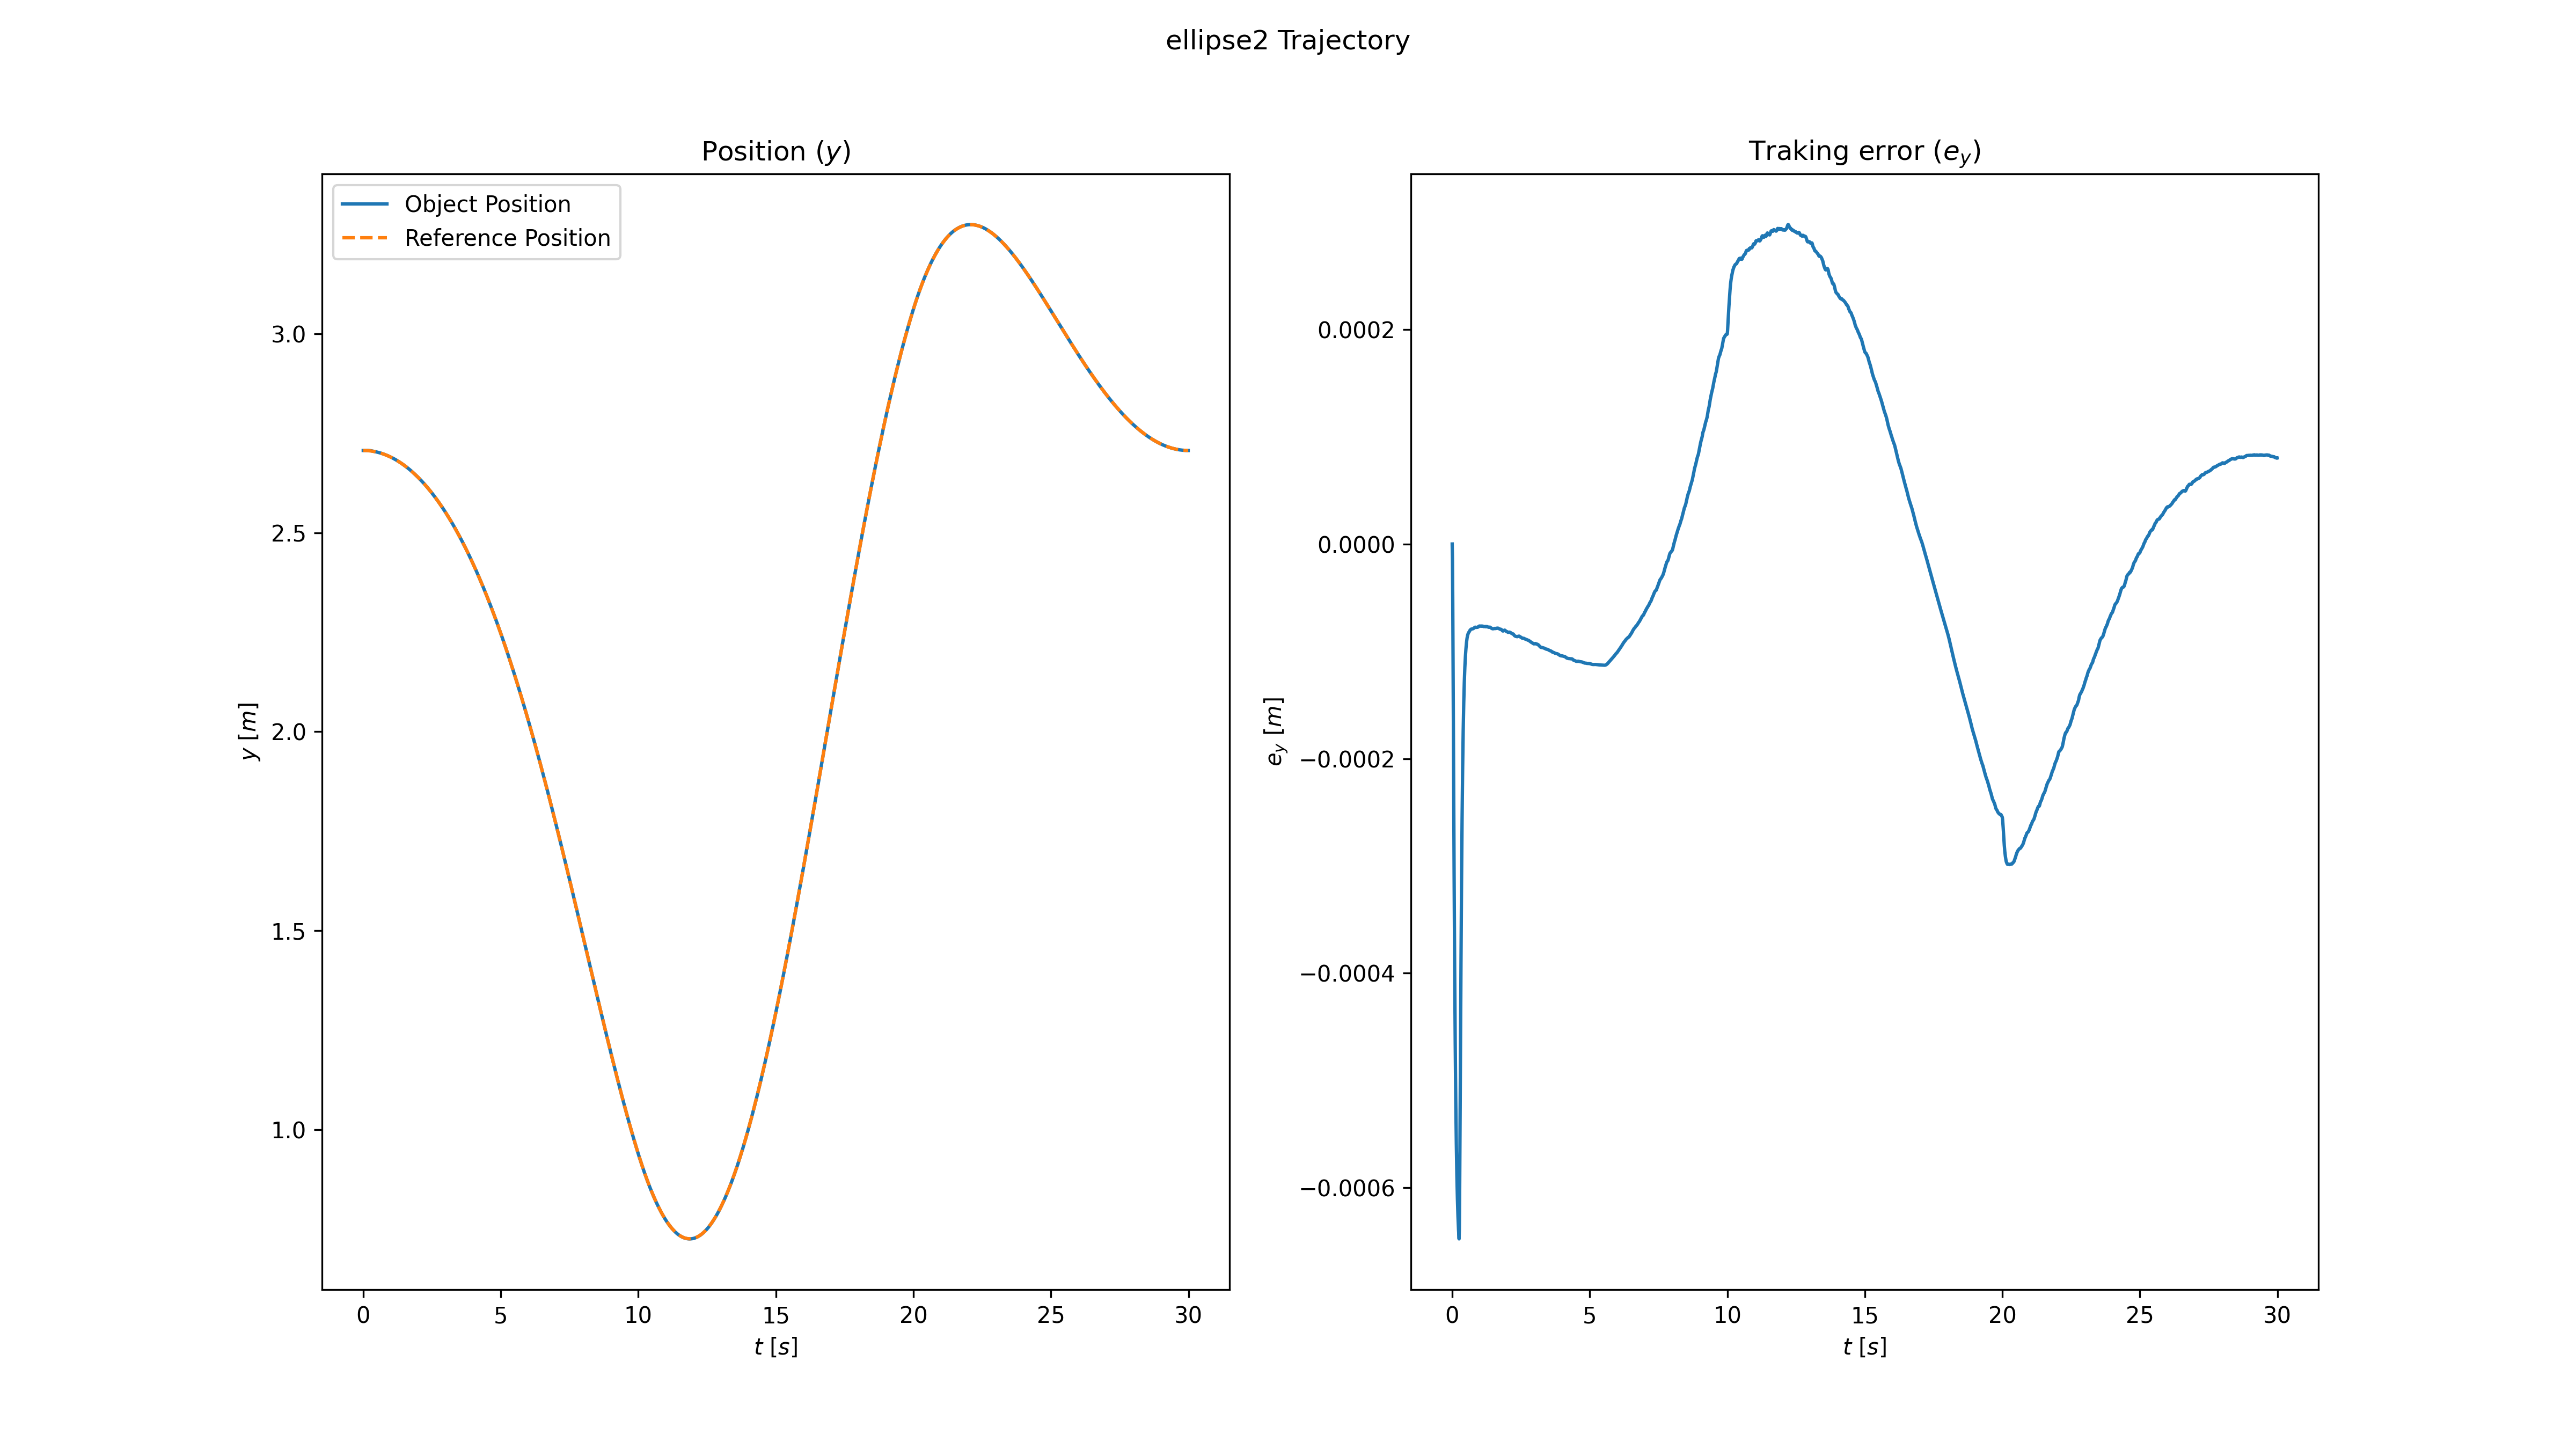 ellipse2 Trajectory
Position (y)
Object Position
Reference Position
3.0
2.5
2.0
1.5
1.0
y [m]
0 5 10 15 20 25 30
t [s]
Traking error (e_y)
0.0002
0.0000
−0.0002
−0.0004
−0.0006
e_y [m]
0 5 10 15 20 25 30
t [s]